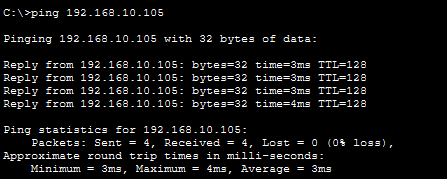 C:\>ping 192.168.10.105
Pinging 192.168.10.105 with 32 bytes of data:
Reply from 192.168.10.105: bytes=32 time=3ms TTL=128
Reply from 192.168.10.105: bytes=32 time=3ms TTL=128
Reply from 192.168.10.105: bytes=32 time=3ms TTL=128
Reply from 192.168.10.105: bytes=32 time=4ms TTL=128
Ping statistics for 192.168.10.105:
    Packets: Sent = 4, Received = 4, Lost = 0 (0% loss),
Approximate round trip times in milli-seconds:
    Minimum = 3ms, Maximum = 4ms, Average = 3ms